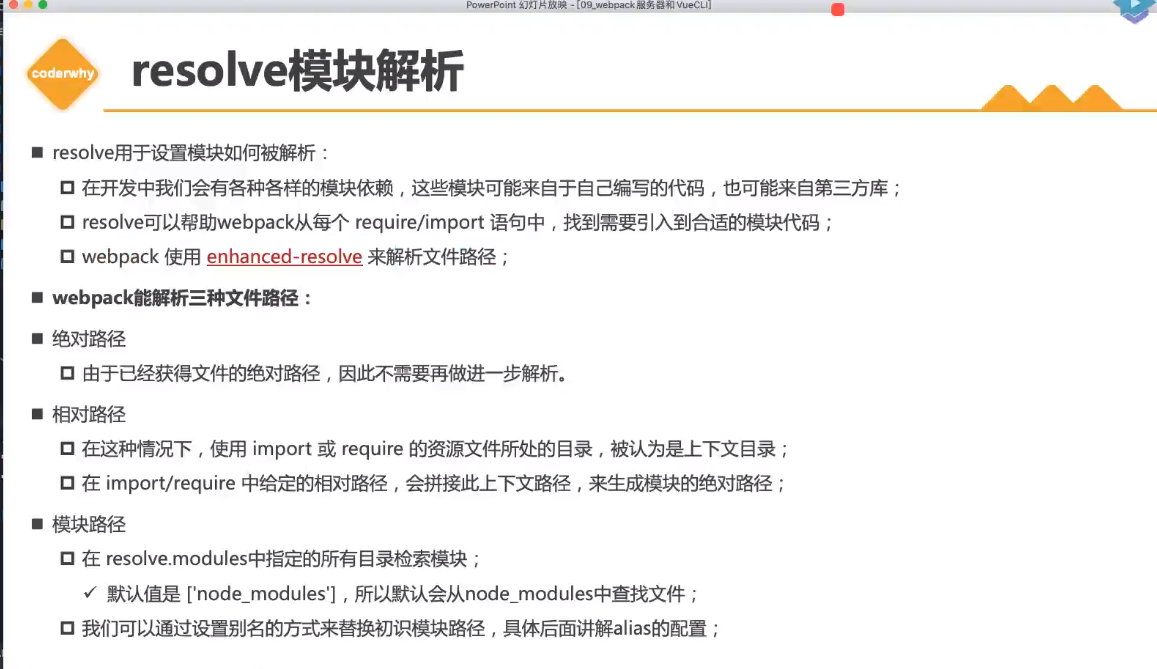 PowerPoint 幻灯片放映 - [09_webpack服务器和VueCLI]
coderwhy
resolve模块解析
resolve用于设置模块如何被解析：
在开发中我们会有各种各样的模块依赖，这些模块可能来自于自己编写的代码，也可能来自第三方库；
resolve可以帮助webpack从每个 require/import 语句中，找到需要引入到合适的模块代码；
webpack 使用 enhanced-resolve 来解析文件路径；
webpack能解析三种文件路径：
绝对路径
由于已经获得文件的绝对路径，因此不需要再做进一步解析。
相对路径
在这种情况下，使用 import 或 require 的资源文件所处的目录，被认为是上下文目录；
在 import/require 中给定的相对路径，会拼接此上下文路径，来生成模块的绝对路径；
模块路径
在 resolve.modules中指定的所有目录检索模块；
默认值是 ['node_modules']，所以默认会从node_modules中查找文件；
我们可以通过设置别名的方式来替换初识模块路径，具体后面讲解alias的配置；